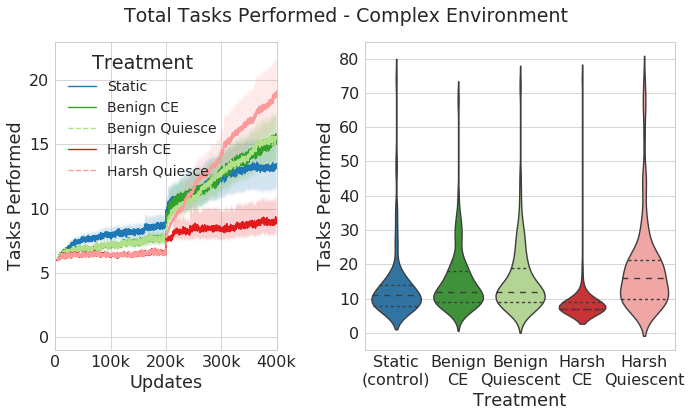 Total Tasks Performed - Complex Environment
Tasks Performed
20
15
10
5
0
Treatment
Static
Benign CE
Benign Quiesce
Harsh CE
Harsh Quiesce
0 100k 200k 300k 400k
Updates
Tasks Performed
80
70
60
50
40
30
20
10
0
Static Benign Benign Harsh Harsh
(control) CE Quiescent CE Quiescent
Treatment